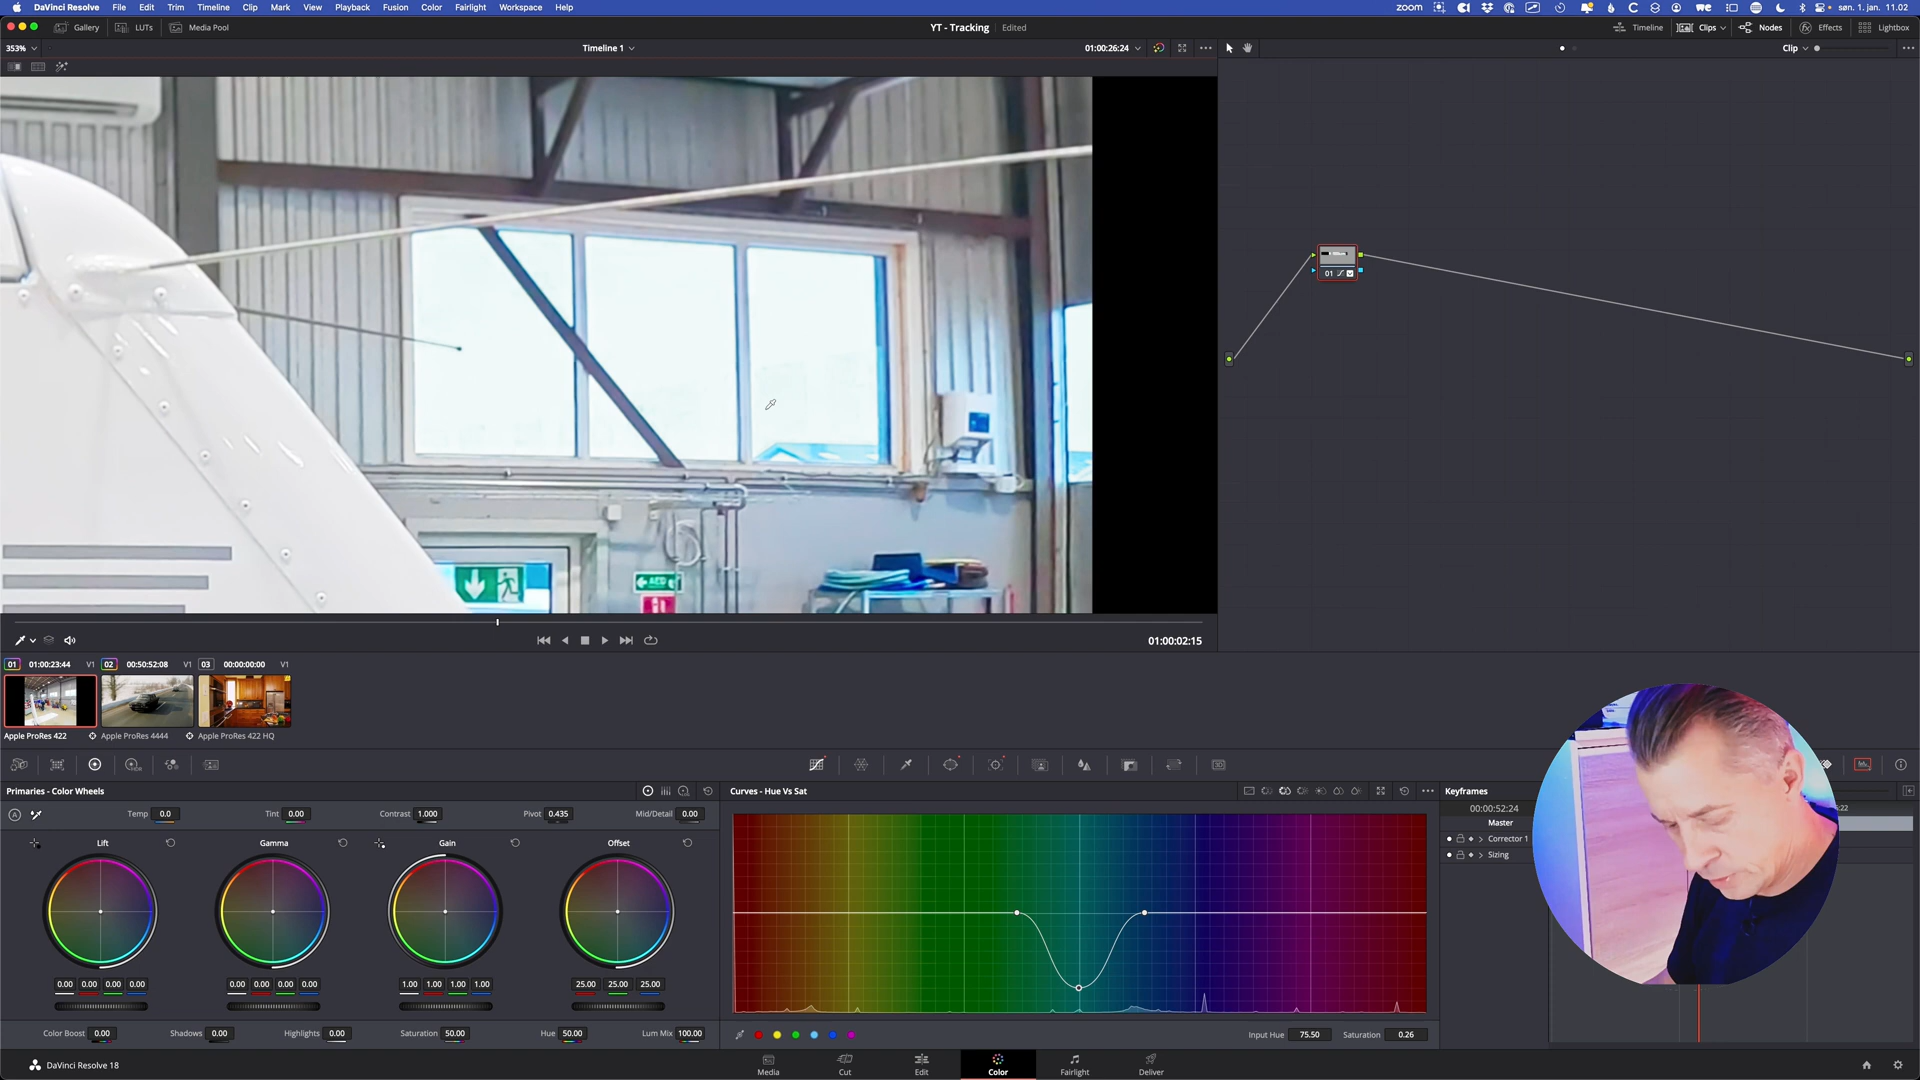 DaVinci Resolve File Edit Trim Timeline Clip Mark View Playback Fusion Color Fairlight Workspace Help zoom søn. 1. jan. 11.02
Gallery LUTs Media Pool YT - Tracking Edited Timeline Clips Nodes Effects Lightbox
353% Timeline 1 01:00:26:24 Clip
01
AED
01:00:02:15
01 01:00:23:44 V1 02 00:50:52:08 V1 03 00:00:00:00 V1
Apple ProRes 422 Apple ProRes 4444 Apple ProRes 422 HQ
Primaries - Color Wheels Curves - Hue Vs Sat Keyframes
00:00:52:24
Temp 0.0 Tint 0.00 Contrast 1.000 Pivot 0.435 Mid/Detail 0.00
Master
Corrector 1
Sizing
Lift Gamma Gain Offset
0.00 0.00 0.00 0.00 0.00 0.00 0.00 0.00 1.00 1.00 1.00 1.00 25.00 25.00 25.00
Color Boost 0.00 Shadows 0.00 Highlights 0.00 Saturation 50.00 Hue 50.00 Lum Mix 100.00
Input Hue 75.50 Saturation 0.26
DaVinci Resolve 18 Media Cut Edit Color Fairlight Deliver